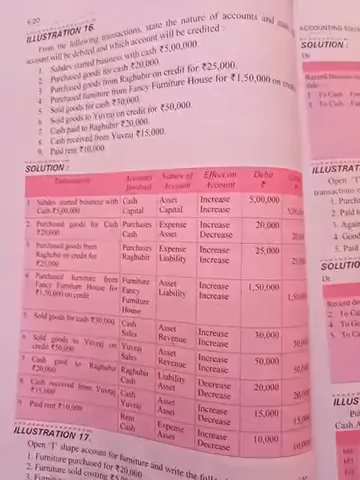 6.20
ILLUSTRATION 16.
From the following transactions, state the nature of accounts and state
account will be debited and which account will be credited :
1. Sahdev started business with cash ₹5,00,000.
2. Purchased goods for cash ₹20,000.
3. Purchased goods from Raghubir on credit for ₹25,000.
4. Purchased furniture from Fancy Furniture House for ₹1,50,000 on credit
5. Sold goods for cash ₹30,000.
6. Sold goods to Yuvraj on credit for ₹50,000.
7. Cash paid to Raghubir ₹20,000.
8. Cash received from Yuvraj ₹15,000.
9. Paid rent ₹10,000
SOLUTION :
Transactions Accounts Involved Nature of Account Effect on Account Debit ₹
1 Sahdev started business with Cash Asset Increase 5,00,000
Cash ₹5,00,000 Capital Capital Increase
2. Purchased goods for Cash Purchases Expense Increase 20,000
₹20,000 Cash Asset Decrease
3 Purchased goods from Purchases Expense Increase 25,000
Raghubir on credit for Raghubir Liability Increase
₹25,000
4 Purchased furniture from Furniture Asset Increase 1,50,000
Fancy Furniture House for Fancy Liability Increase
₹1,50,000 on credit Furniture
House
5 Sold goods for cash ₹30,000 Cash Asset Increase 30,000
Sales Revenue Increase
6 Sold goods to Yuvraj on Yuvraj Asset Increase 50,000
credit ₹50,000 Sales Revenue Increase
7 Cash paid to Raghubir Raghubir Liability Decrease 20,000
₹20,000 Cash Asset Decrease
8 Cash received from Yuvraj Cash Asset Increase 15,000
₹15,000 Yuvraj Asset Decrease
9 Paid rent ₹10,000 Rent Expense Increase 10,000
Cash Asset Decrease
ILLUSTRATION 17.
Open 'T' shape account for furniture and write the
1. Furniture purchased for ₹20,000
2. Furniture sold costing
ACCOUNTING
SOLUTION :
Dr
To Cash
To Cash
ILLUSTRAT
Open 'T'
transactions
1. Purch
2. Paid
3. Again
4. Good
5. Paid
SOLUTIO
Dr
Record
To Ca
To Go
To Ca
ILLUS
Cash A